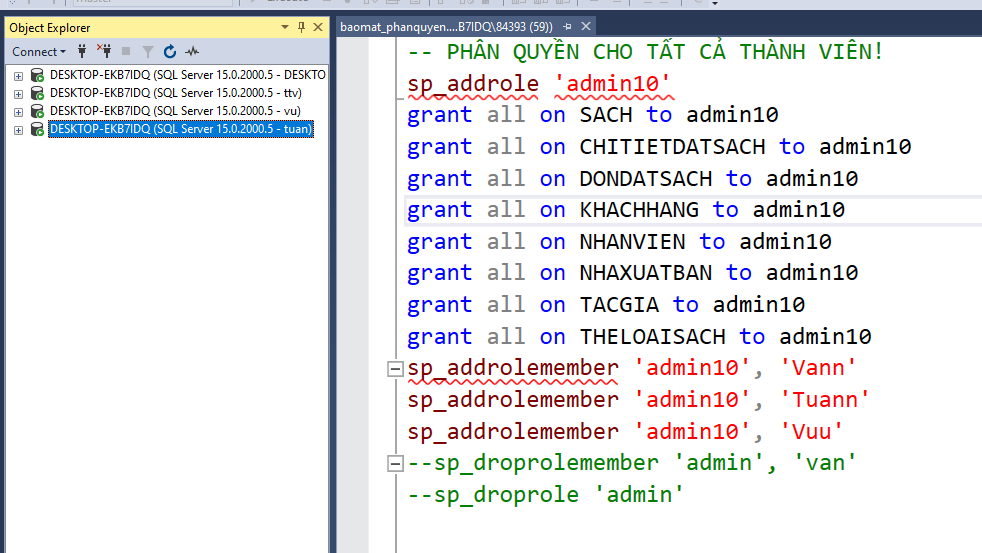 master
Execute
Object Explorer
baomat_phanquyen....B7IDQ\84393 (59))
Connect
DESKTOP-EKB7IDQ (SQL Server 15.0.2000.5 - DESKTO
DESKTOP-EKB7IDQ (SQL Server 15.0.2000.5 - ttv)
DESKTOP-EKB7IDQ (SQL Server 15.0.2000.5 - vu)
DESKTOP-EKB7IDQ (SQL Server 15.0.2000.5 - tuan)
-- PHÂN QUYỀN CHO TẤT CẢ THÀNH VIÊN!
sp_addrole 'admin10'
grant all on SACH to admin10
grant all on CHITIETDATSACH to admin10
grant all on DONDATSACH to admin10
grant all on KHACHHANG to admin10
grant all on NHANVIEN to admin10
grant all on NHAXUATBAN to admin10
grant all on TACGIA to admin10
grant all on THELOAISACH to admin10
sp_addrolemember 'admin10', 'Vann'
sp_addrolemember 'admin10', 'Tuann'
sp_addrolemember 'admin10', 'Vuu'
--sp_droprolemember 'admin', 'van'
--sp_droprole 'admin'